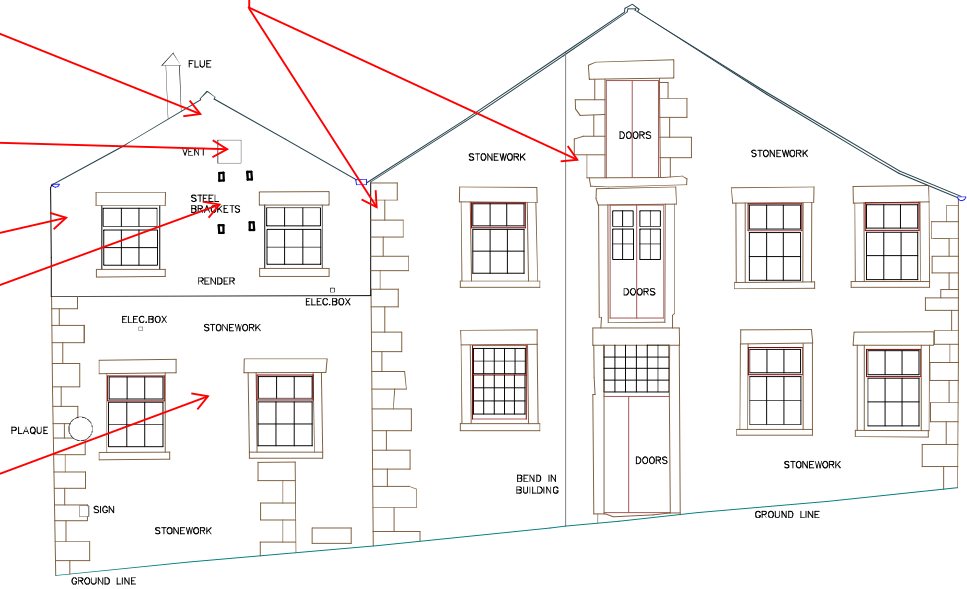 FLUE
DOORS
VENT
STONEWORK
STONEWORK
STEEL
BRACKETS
RENDER
DOORS
ELEC.BOX
ELEC.BOX
STONEWORK
PLAQUE
DOORS
STONEWORK
BEND IN
BUILDING
SIGN
GROUND LINE
STONEWORK
GROUND LINE